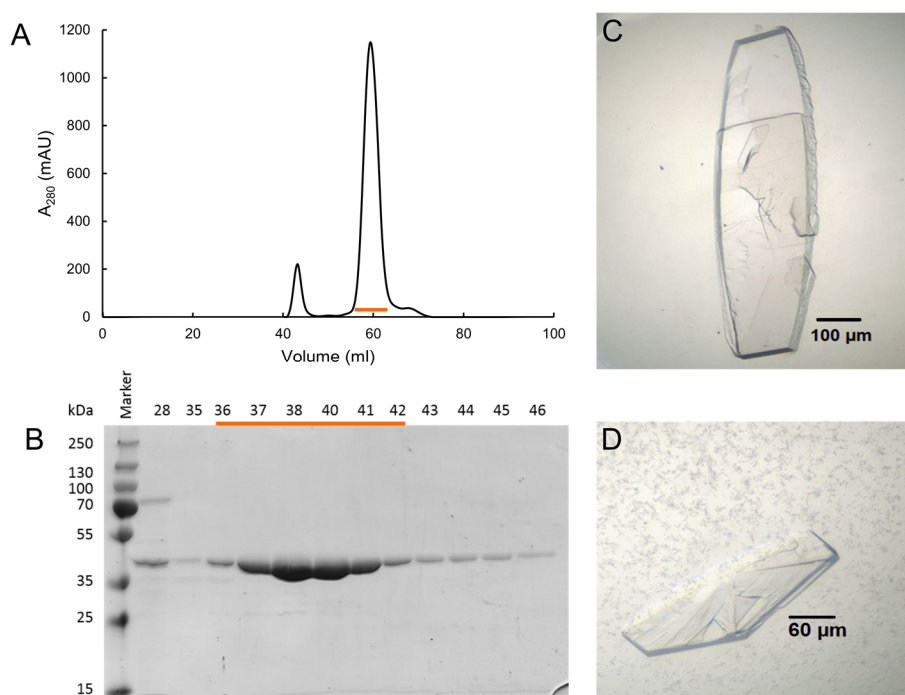 A
1200
1000
800
600
400
200
0
A280 (mAU)
0 20 40 60 80 100
Volume (ml)
B
kDa Marker 28 35 36 37 38 40 41 42 43 44 45 46
250
130
100
70
55
35
25
15
C
100 µm
D
60 µm